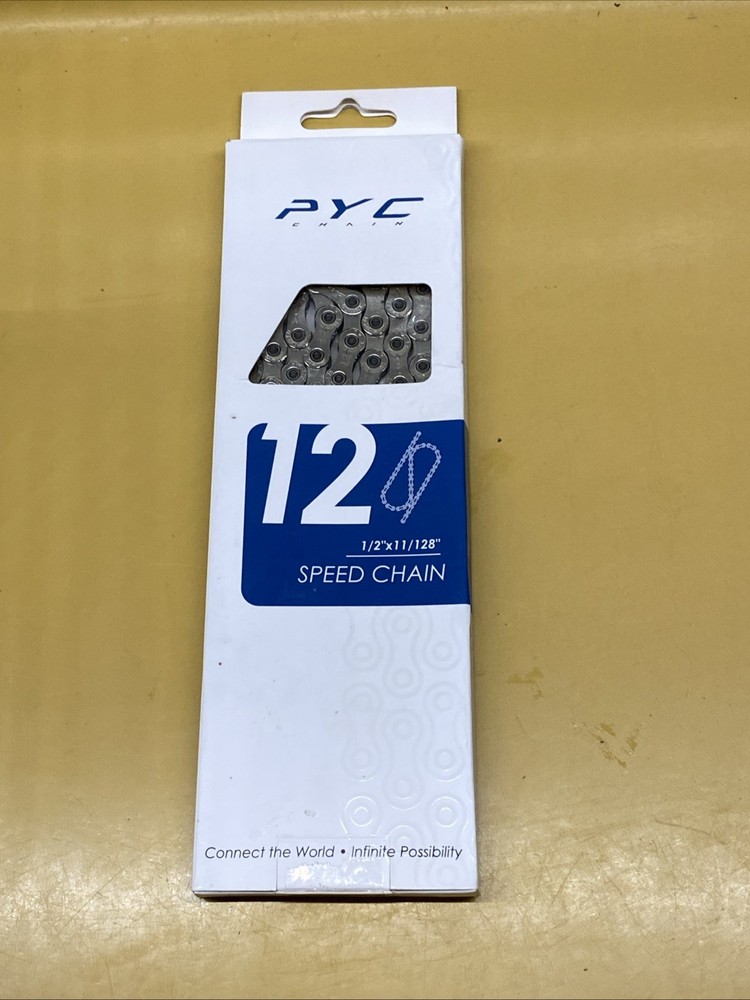 PYC
CHAIN
12
1/2"x11/128"
SPEED CHAIN
Connect the World • Infinite Possibility